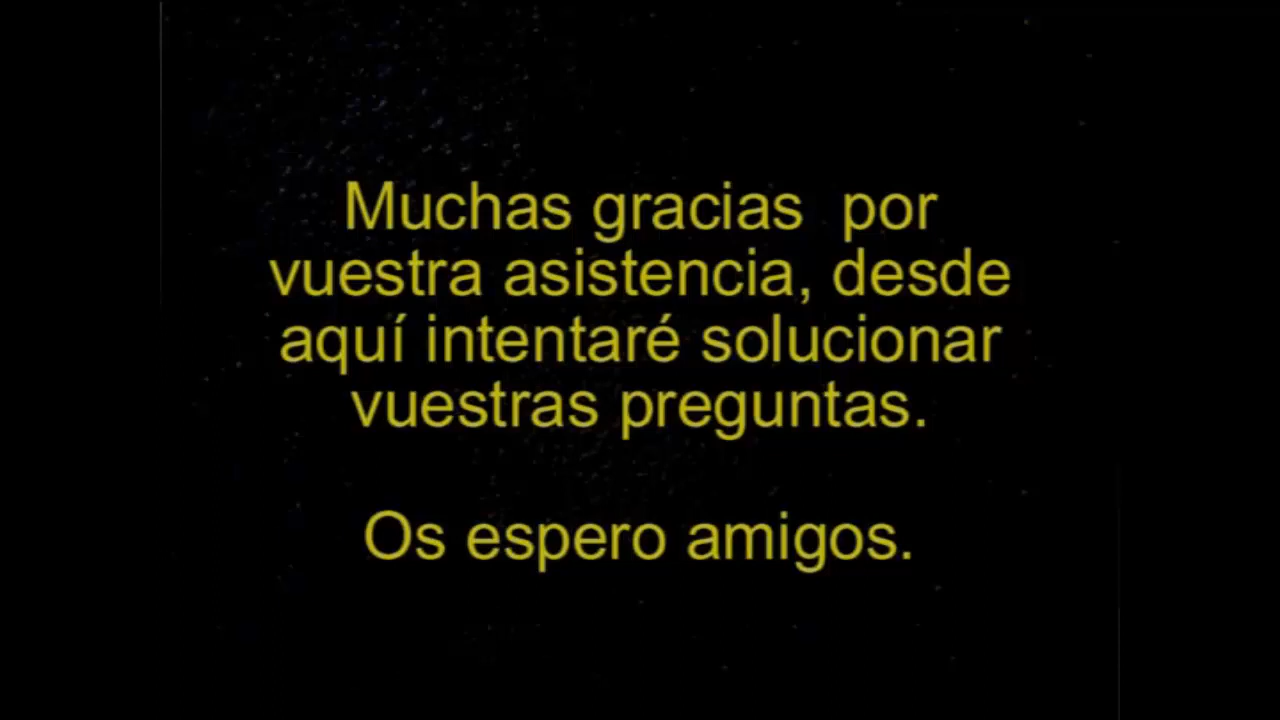 Muchas gracias  por
vuestra asistencia, desde
aquí intentaré solucionar
vuestras preguntas.
Os espero amigos.